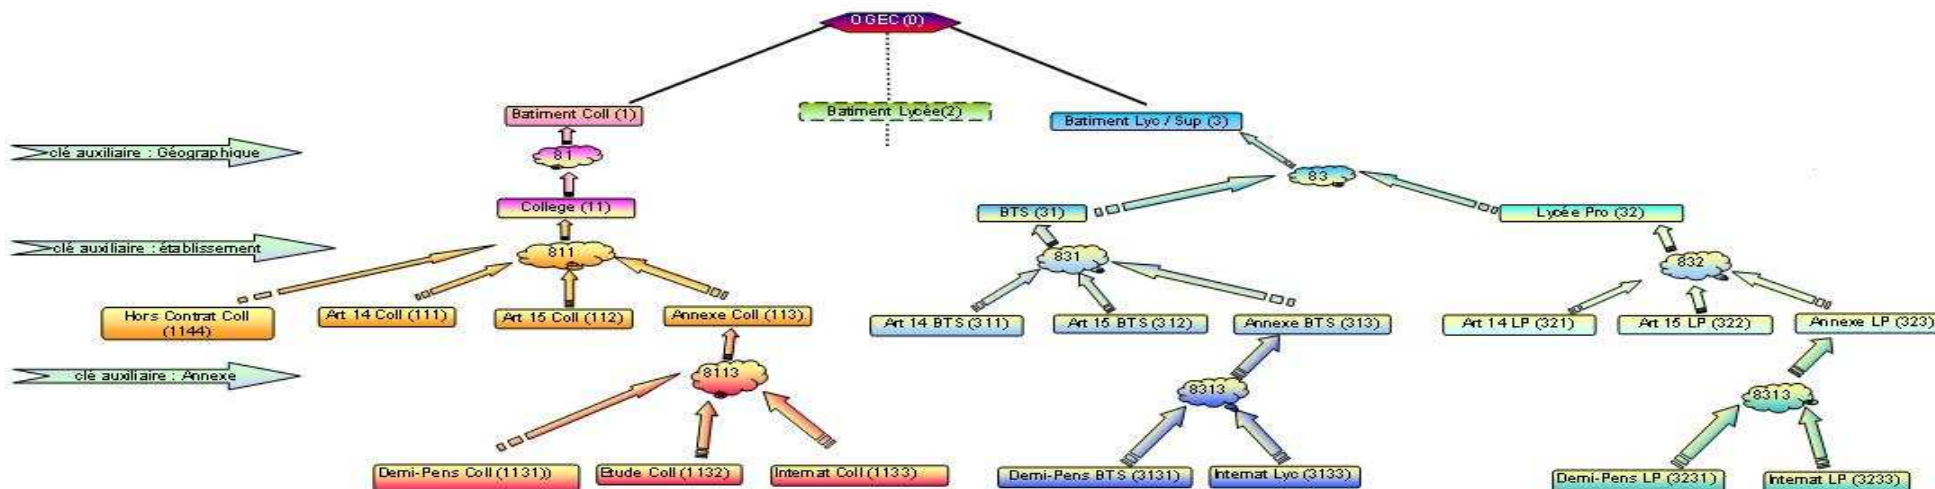 OGEC (0)
Batiment Coll (1)
Batiment Lycée(2)
Batiment Lyc / Sup (3)
clé auxiliaire : Géographique
81
83
College (11)
BTS (31)
Lycée Pro (32)
clé auxiliaire : établissement
811
831
832
Hors Contrat Coll
(1144)
Art 14 Coll (111)
Art 15 Coll (112)
Annexe Coll (113)
Art 14 BTS (311)
Art 15 BTS (312)
Annexe BTS (313)
Art 14 LP (321)
Art 15 LP (322)
Annexe LP (323)
clé auxiliaire : Annexe
8113
8313
8313
Demi-Pens Coll (1131))
Etude Coll (1132)
Internat Coll (1133)
Demi-Pens BTS (3131)
Internat Lyc (3133)
Demi-Pens LP (3231)
Internat LP (3233)